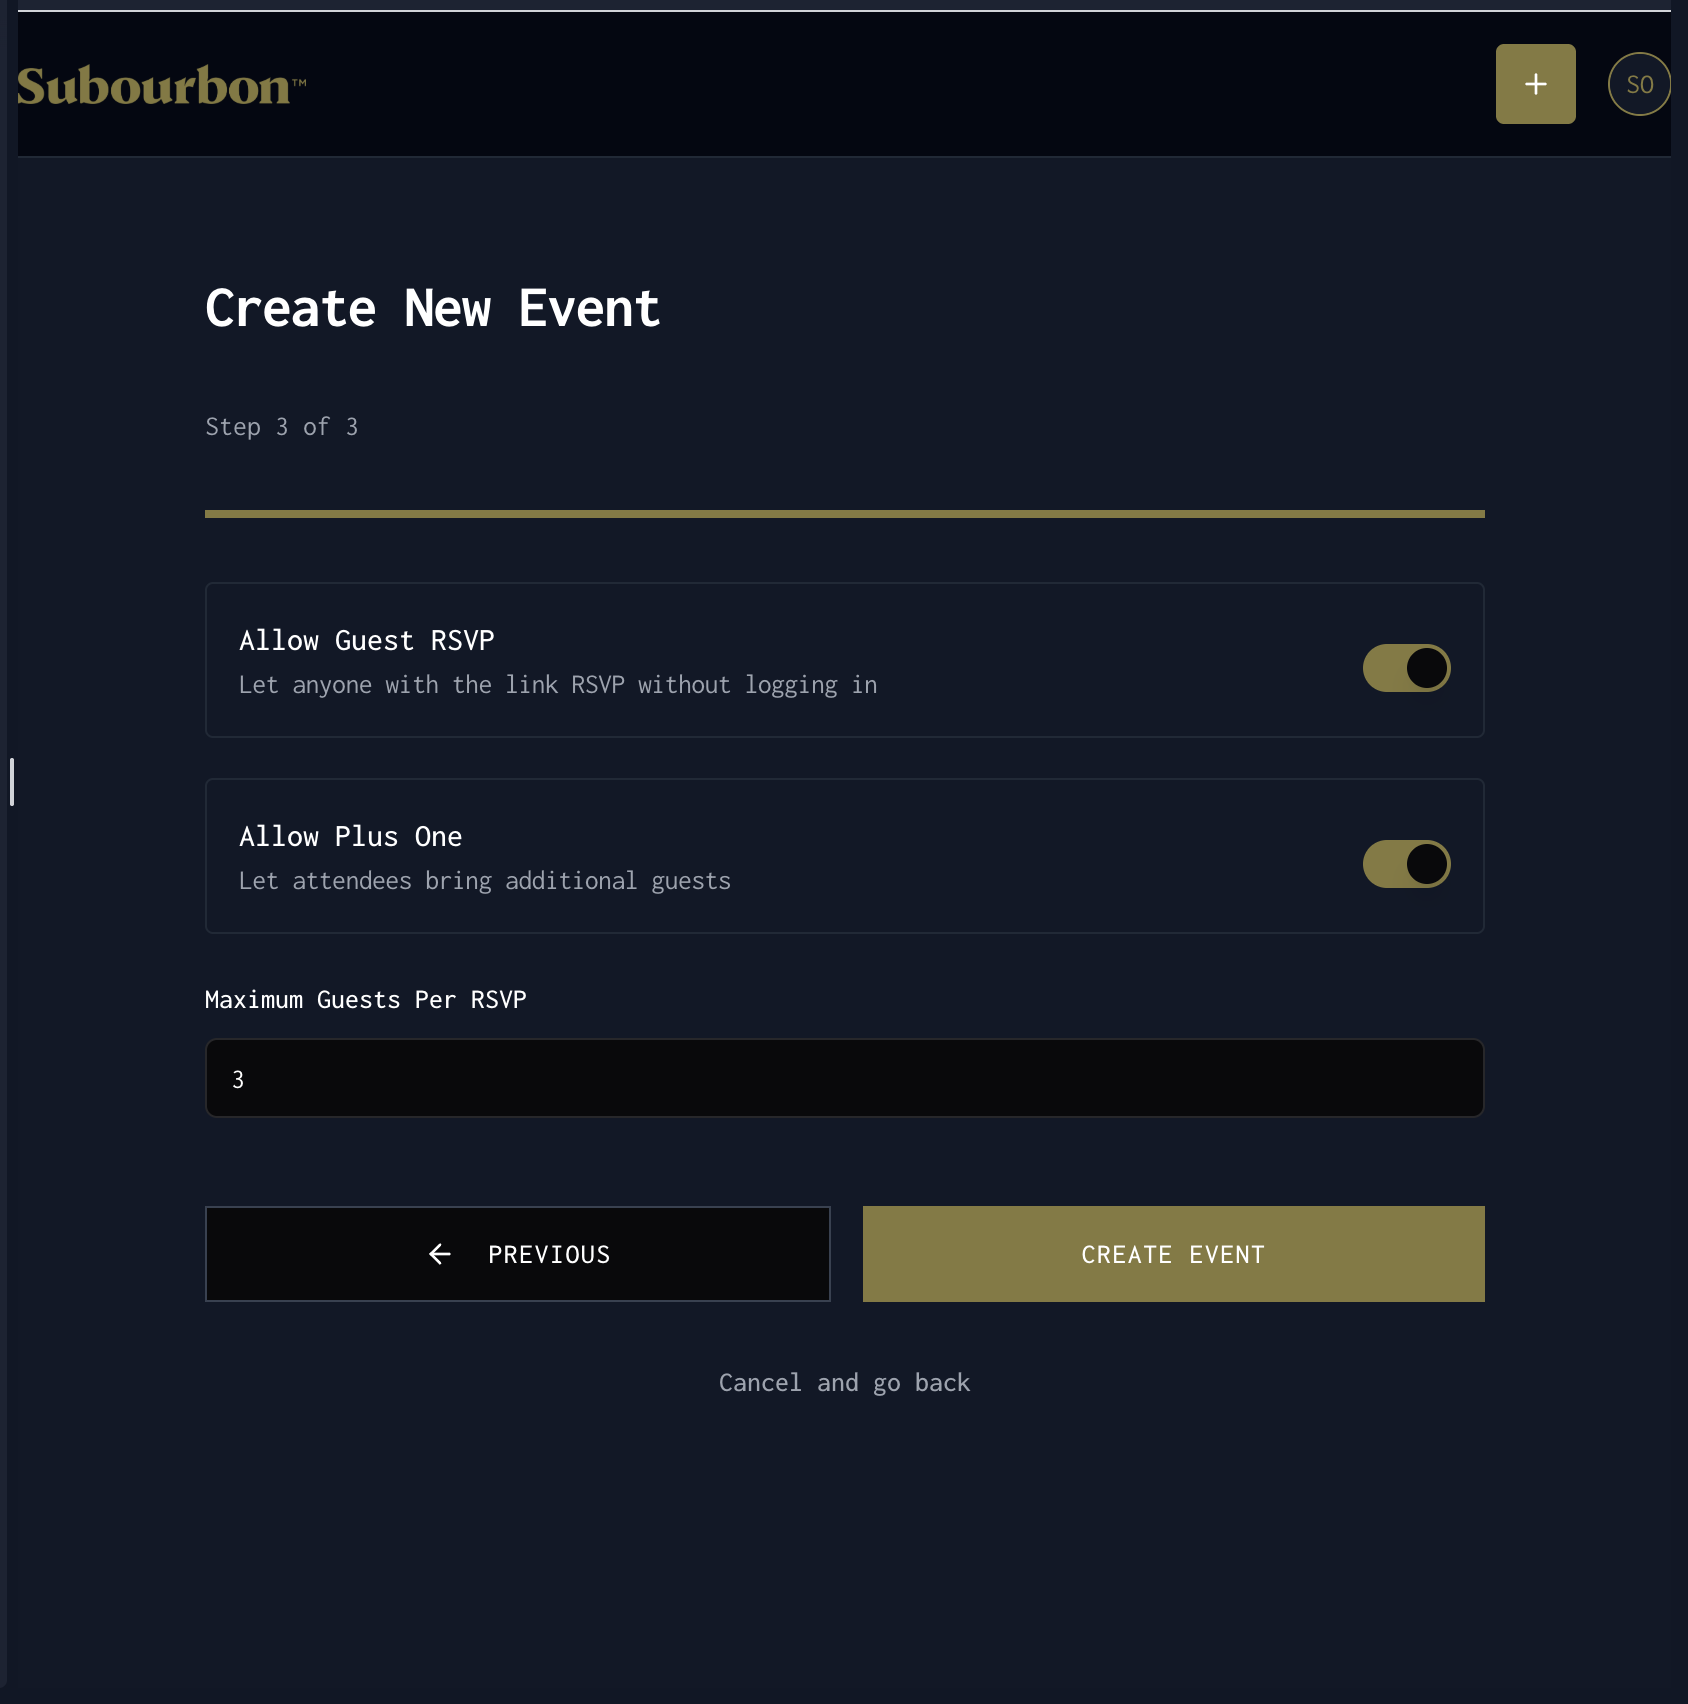 Subourbon™
+
SO
Create New Event
Step 3 of 3
Allow Guest RSVP
Let anyone with the link RSVP without logging in
Allow Plus One
Let attendees bring additional guests
Maximum Guests Per RSVP
3
← PREVIOUS
CREATE EVENT
Cancel and go back